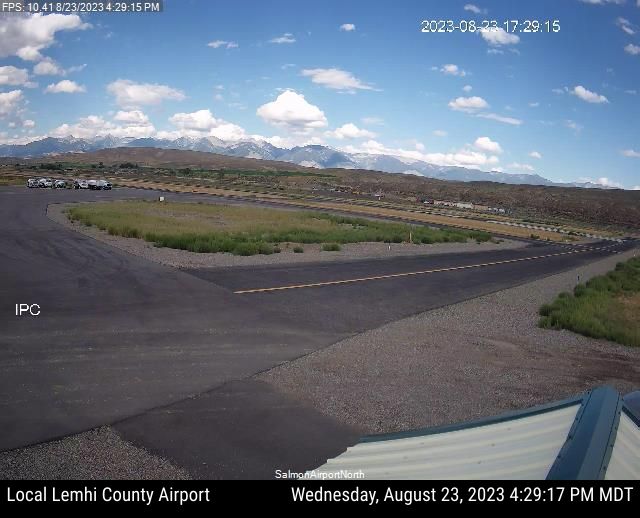 FPS: 10.41 8/23/2023 4:29:15 PM
2023-08-23 17:29:15
IPC
SalmonAirportNorth
Local Lemhi County Airport Wednesday, August 23, 2023 4:29:17 PM MDT